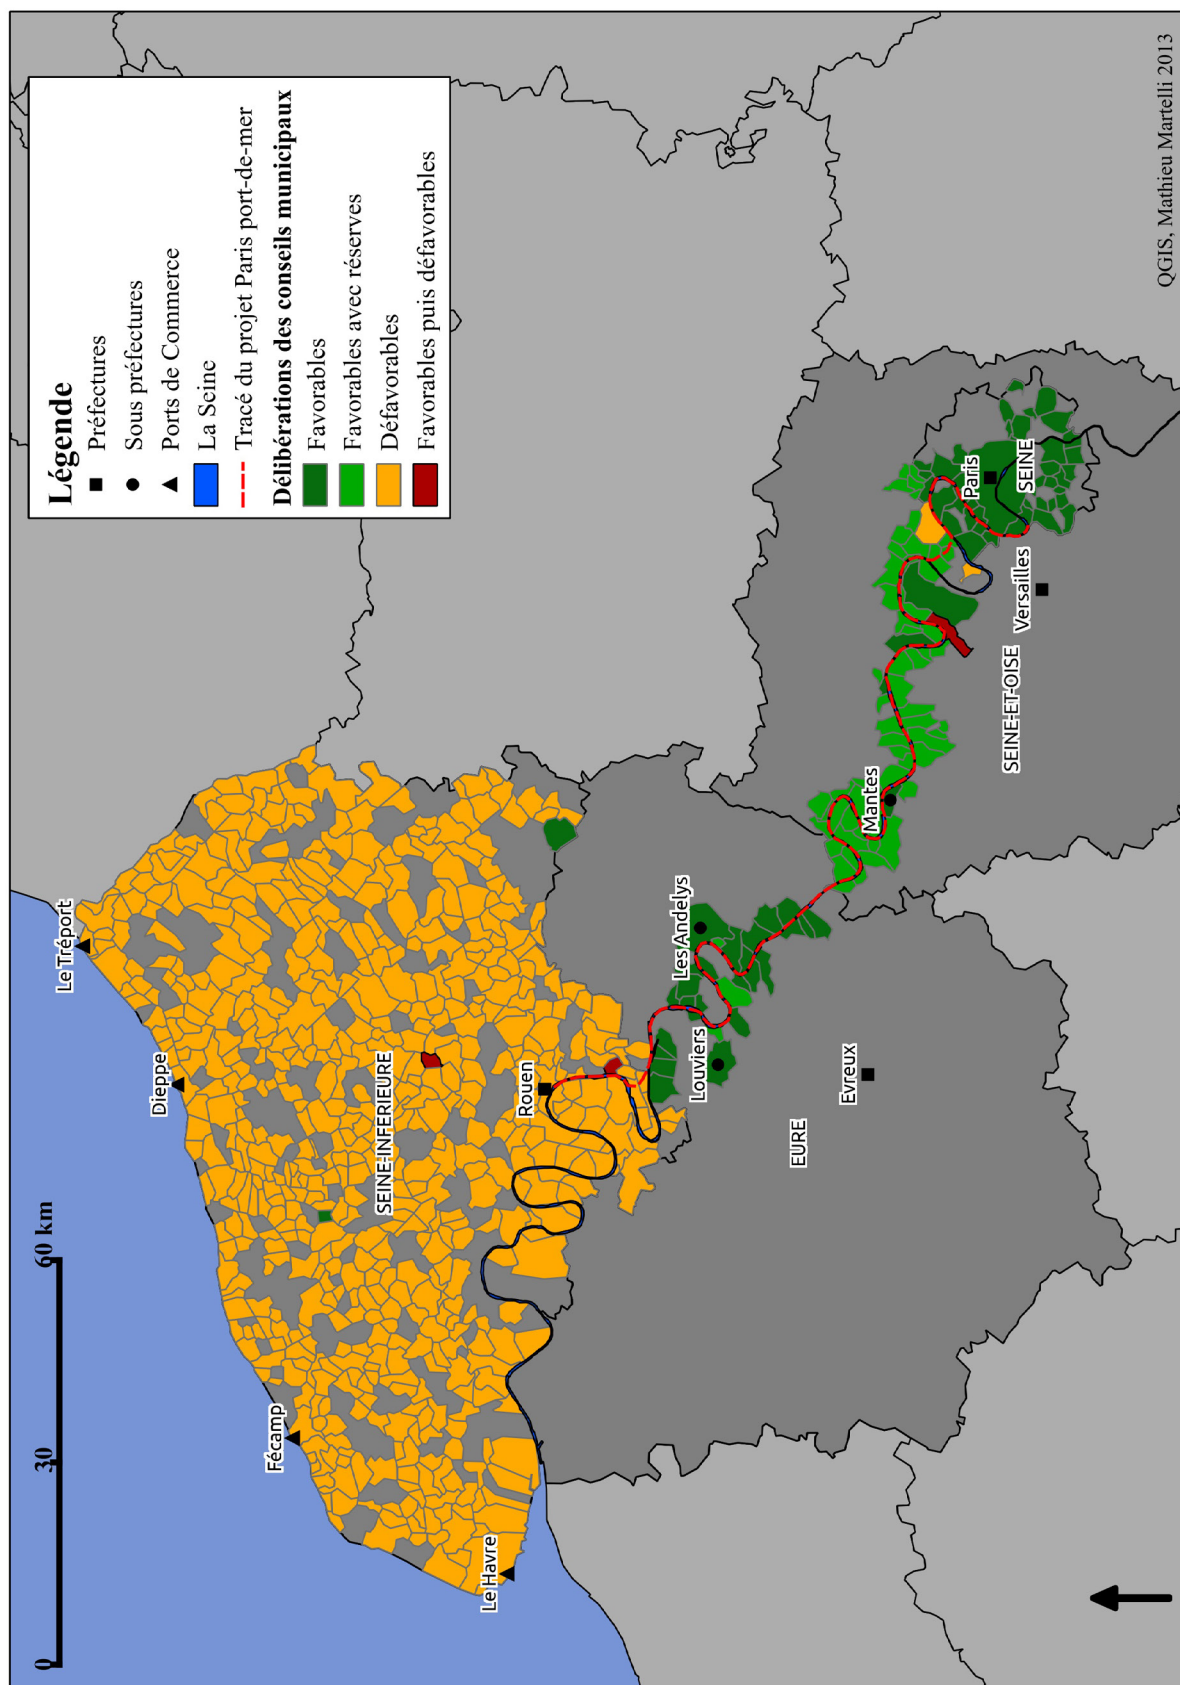 Légende
Préfectures
Sous préfectures
Ports de Commerce
La Seine
Tracé du projet Paris port-de-mer
Délibérations des conseils municipaux
Favorables
Favorables avec réserves
Défavorables
Favorables puis défavorables
0 30 60 km
Le Tréport
Dieppe
Fécamp
Le Havre
SEINE-INFERIEURE
Rouen
Les Andelys
Louviers
Evreux
EURE
Mantes
SEINE-ET-OISE
Versailles
Paris
SEINE
QGIS, Mathieu Martelli 2013